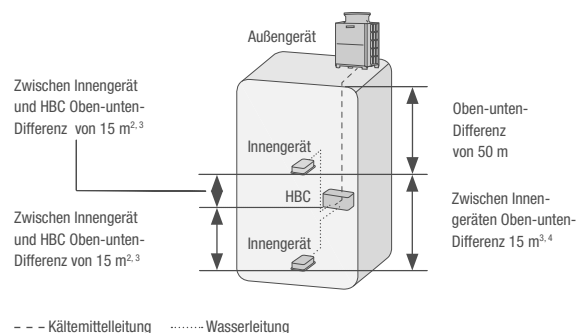 Außengerät
Zwischen Innengerät
und HBC Oben-unten-
Differenz von 15 m2, 3
Oben-unten-
Differenz
von 50 m
Innengerät
HBC
Zwischen Innen-
geräten Oben-unten-
Differenz 15 m3, 4
Zwischen Innengerät
und HBC Oben-unten-
Differenz von 15 m2, 3
Innengerät
– – – Kältemittelleitung ········ Wasserleitung